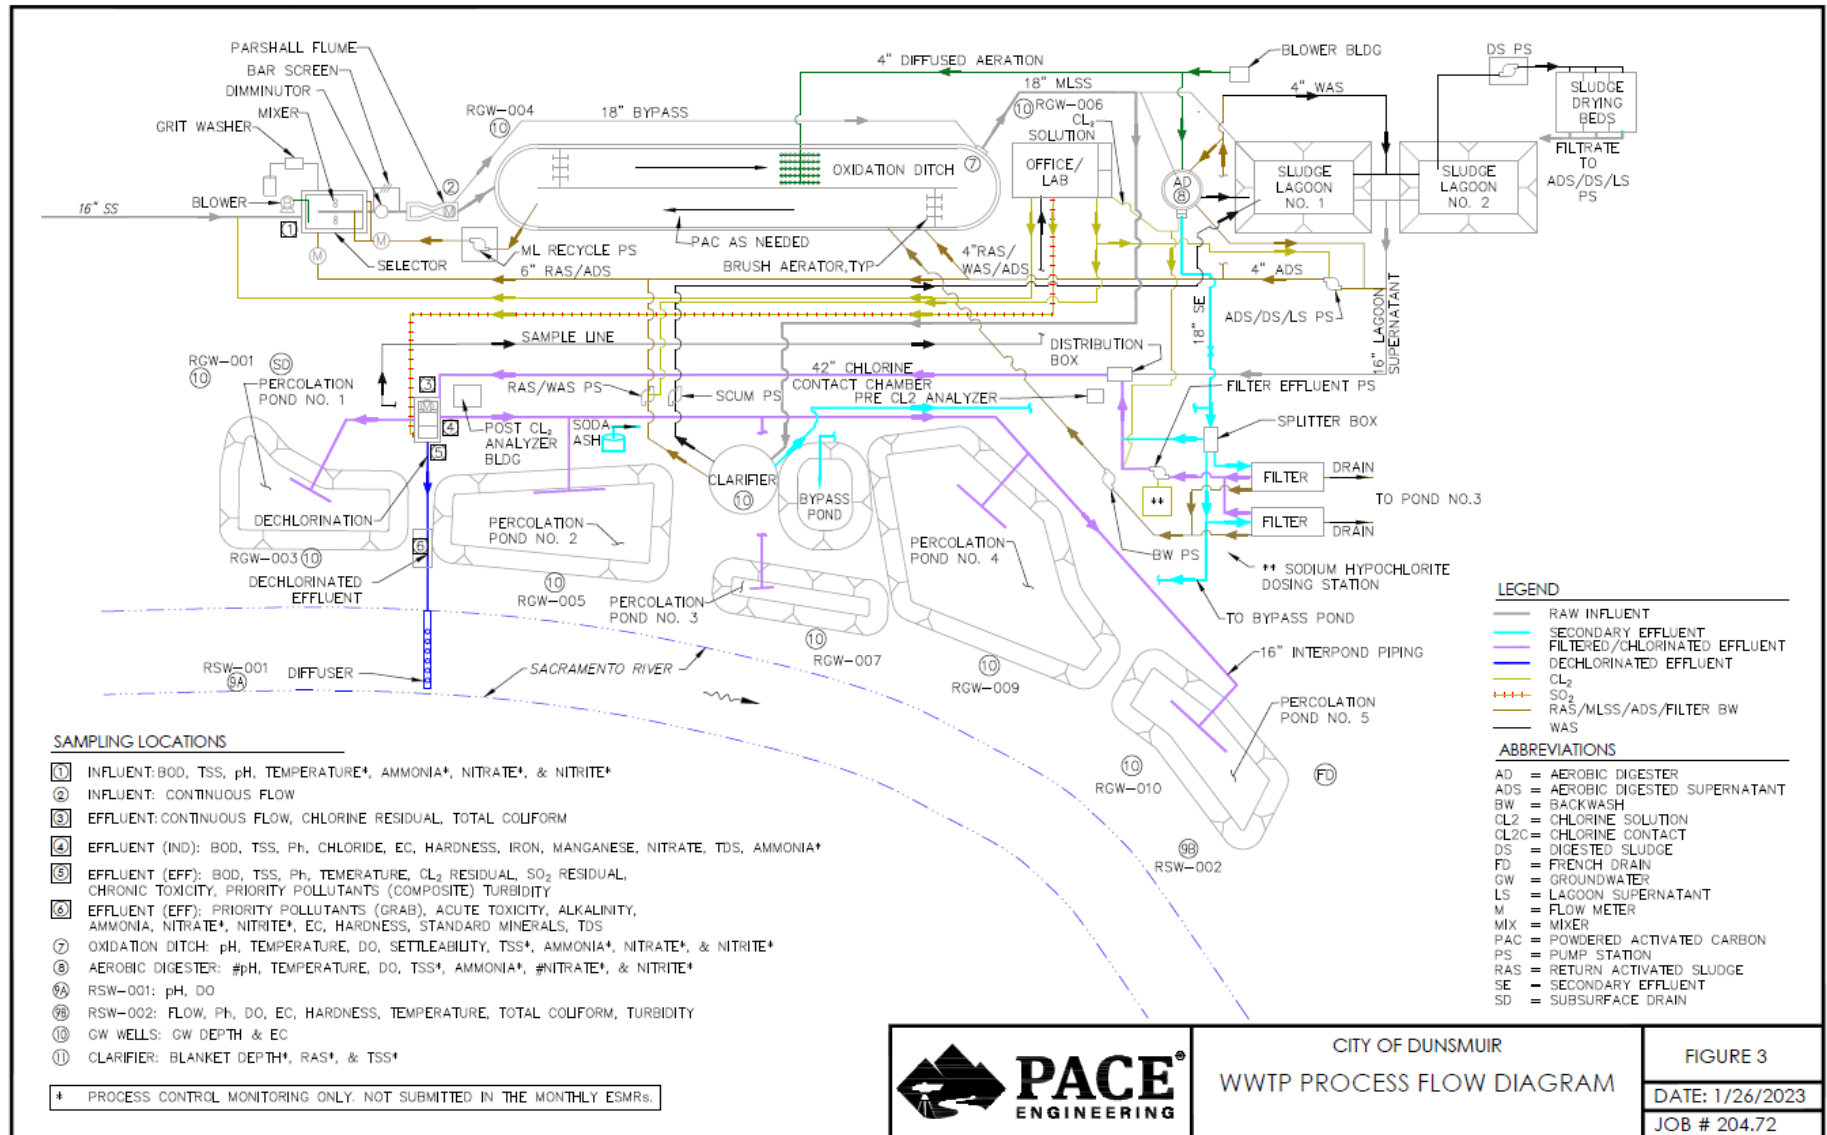 PARSHALL FLUME
BAR SCREEN
DIMMINUTOR
MIXER
GRIT WASHER
BLOWER
16" SS
1
M
M
SELECTOR
ML RECYCLE PS
6" RAS/ADS
2
M
RGW-004
10
18" BYPASS
4" DIFFUSED AERATION
OXIDATION DITCH
PAC AS NEEDED
BRUSH AERATOR,TYP
7
18" MLSS
10
RGW-006
CL2
SOLUTION
OFFICE/
LAB
4"RAS/
WAS/ADS
BLOWER BLDG
4" WAS
AD
8
SLUDGE
LAGOON
NO. 1
SLUDGE
LAGOON
NO. 2
DS PS
SLUDGE
DRYING
BEDS
FILTRATE
TO
ADS/DS/LS
PS
4" ADS
ADS/DS/LS PS
18" SE
16" LAGOON
SUPERNATANT
SAMPLE LINE
RGW-001
10
SD
PERCOLATION
POND NO. 1
3
M
4
5
POST CL2
ANALYZER
BLDG
RAS/WAS PS
SCUM PS
SODA
ASH
42" CHLORINE
CONTACT CHAMBER
PRE CL2 ANALYZER
DISTRIBUTION
BOX
FILTER EFFLUENT PS
SPLITTER BOX
FILTER
DRAIN
TO POND NO.3
FILTER
DRAIN
**
BW PS
** SODIUM HYPOCHLORITE
DOSING STATION
TO BYPASS POND
CLARIFIER
10
BYPASS
POND
DECHLORINATION
RGW-003
10
6
DECHLORINATED
EFFLUENT
PERCOLATION
POND NO. 2
10
RGW-005
PERCOLATION
POND NO. 3
10
RGW-007
PERCOLATION
POND NO. 4
10
RGW-009
16" INTERPOND PIPING
PERCOLATION
POND NO. 5
10
RGW-010
FD
9B
RSW-002
RSW-001
9A
DIFFUSER
SACRAMENTO RIVER
LEGEND
RAW INFLUENT
SECONDARY EFFLUENT
FILTERED/CHLORINATED EFFLUENT
DECHLORINATED EFFLUENT
CL2
SO2
RAS/MLSS/ADS/FILTER BW
WAS
ABBREVIATIONS
AD = AEROBIC DIGESTER
ADS = AEROBIC DIGESTED SUPERNATANT
BW = BACKWASH
CL2 = CHLORINE SOLUTION
CL2C= CHLORINE CONTACT
DS = DIGESTED SLUDGE
FD = FRENCH DRAIN
GW = GROUNDWATER
LS = LAGOON SUPERNATANT
M = FLOW METER
MIX = MIXER
PAC = POWDERED ACTIVATED CARBON
PS = PUMP STATION
RAS = RETURN ACTIVATED SLUDGE
SE = SECONDARY EFFLUENT
SD = SUBSURFACE DRAIN
SAMPLING LOCATIONS
1 INFLUENT: BOD, TSS, pH, TEMPERATURE*, AMMONIA*, NITRATE*, & NITRITE*
2 INFLUENT: CONTINUOUS FLOW
3 EFFLUENT: CONTINUOUS FLOW, CHLORINE RESIDUAL, TOTAL COLIFORM
4 EFFLUENT (IND): BOD, TSS, Ph, CHLORIDE, EC, HARDNESS, IRON, MANGANESE, NITRATE, TDS, AMMONIA*
5 EFFLUENT (EFF): BOD, TSS, Ph, TEMERATURE, CL2 RESIDUAL, SO2 RESIDUAL,
CHRONIC TOXICITY, PRIORITY POLLUTANTS (COMPOSITE) TURBIDITY
6 EFFLUENT (EFF): PRIORITY POLLUTANTS (GRAB), ACUTE TOXICITY, ALKALINITY,
AMMONIA, NITRATE*, NITRITE*, EC, HARDNESS, STANDARD MINERALS, TDS
7 OXIDATION DITCH: pH, TEMPERATURE, DO, SETTLEABILITY, TSS*, AMMONIA*, NITRATE*, & NITRITE*
8 AEROBIC DIGESTER: #pH, TEMPERATURE, DO, TSS*, AMMONIA*, #NITRATE*, & NITRITE*
9A RSW-001: pH, DO
9B RSW-002: FLOW, Ph, DO, EC, HARDNESS, TEMPERATURE, TOTAL COLIFORM, TURBIDITY
10 GW WELLS: GW DEPTH & EC
11 CLARIFIER: BLANKET DEPTH*, RAS*, & TSS*
* PROCESS CONTROL MONITORING ONLY. NOT SUBMITTED IN THE MONTHLY ESMRs.
PACE®
ENGINEERING
CITY OF DUNSMUIR
WWTP PROCESS FLOW DIAGRAM
FIGURE 3
DATE: 1/26/2023
JOB # 204.72